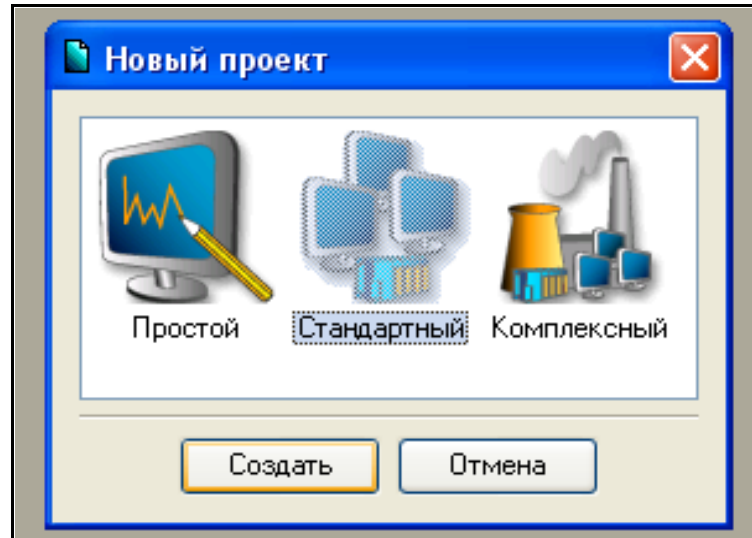 Новый проект
Простой
Стандартный
Комплексный
Создать
Отмена